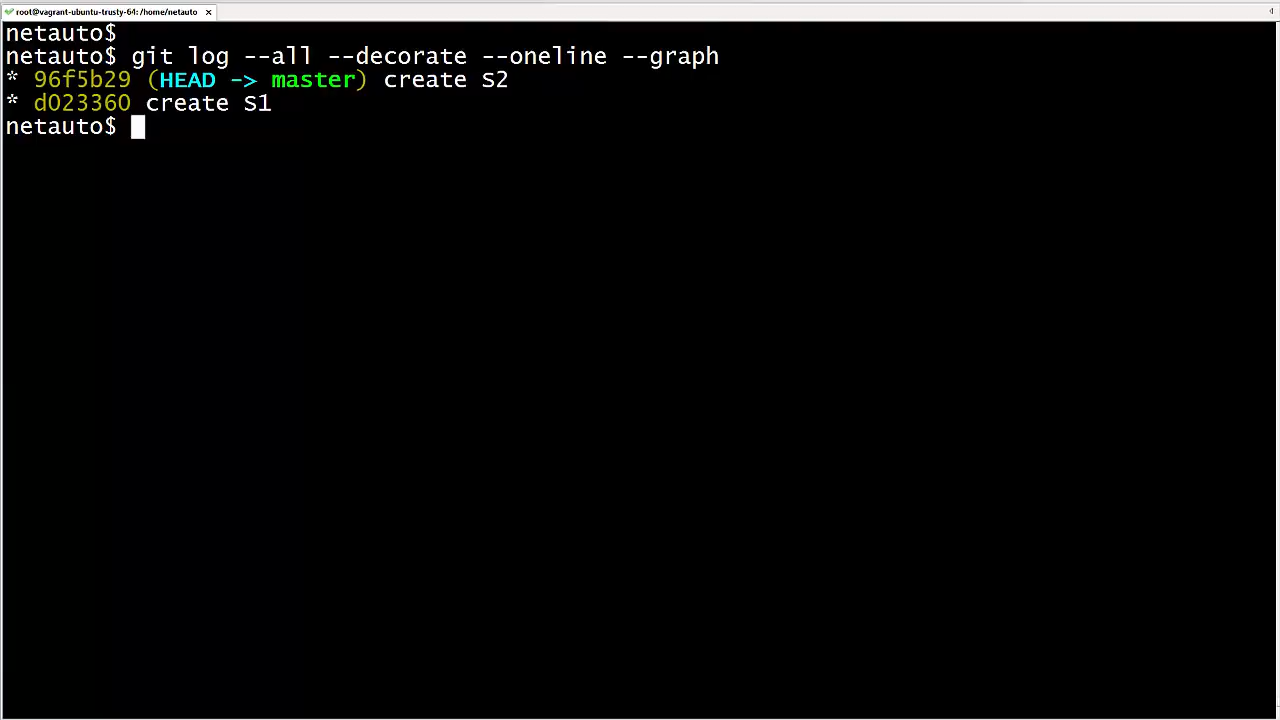 root@vagrant-ubuntu-trusty-64: /home/netauto
netauto$
netauto$ git log --all --decorate --oneline --graph
* 96f5b29 (HEAD -> master) create S2
* d023360 create S1
netauto$